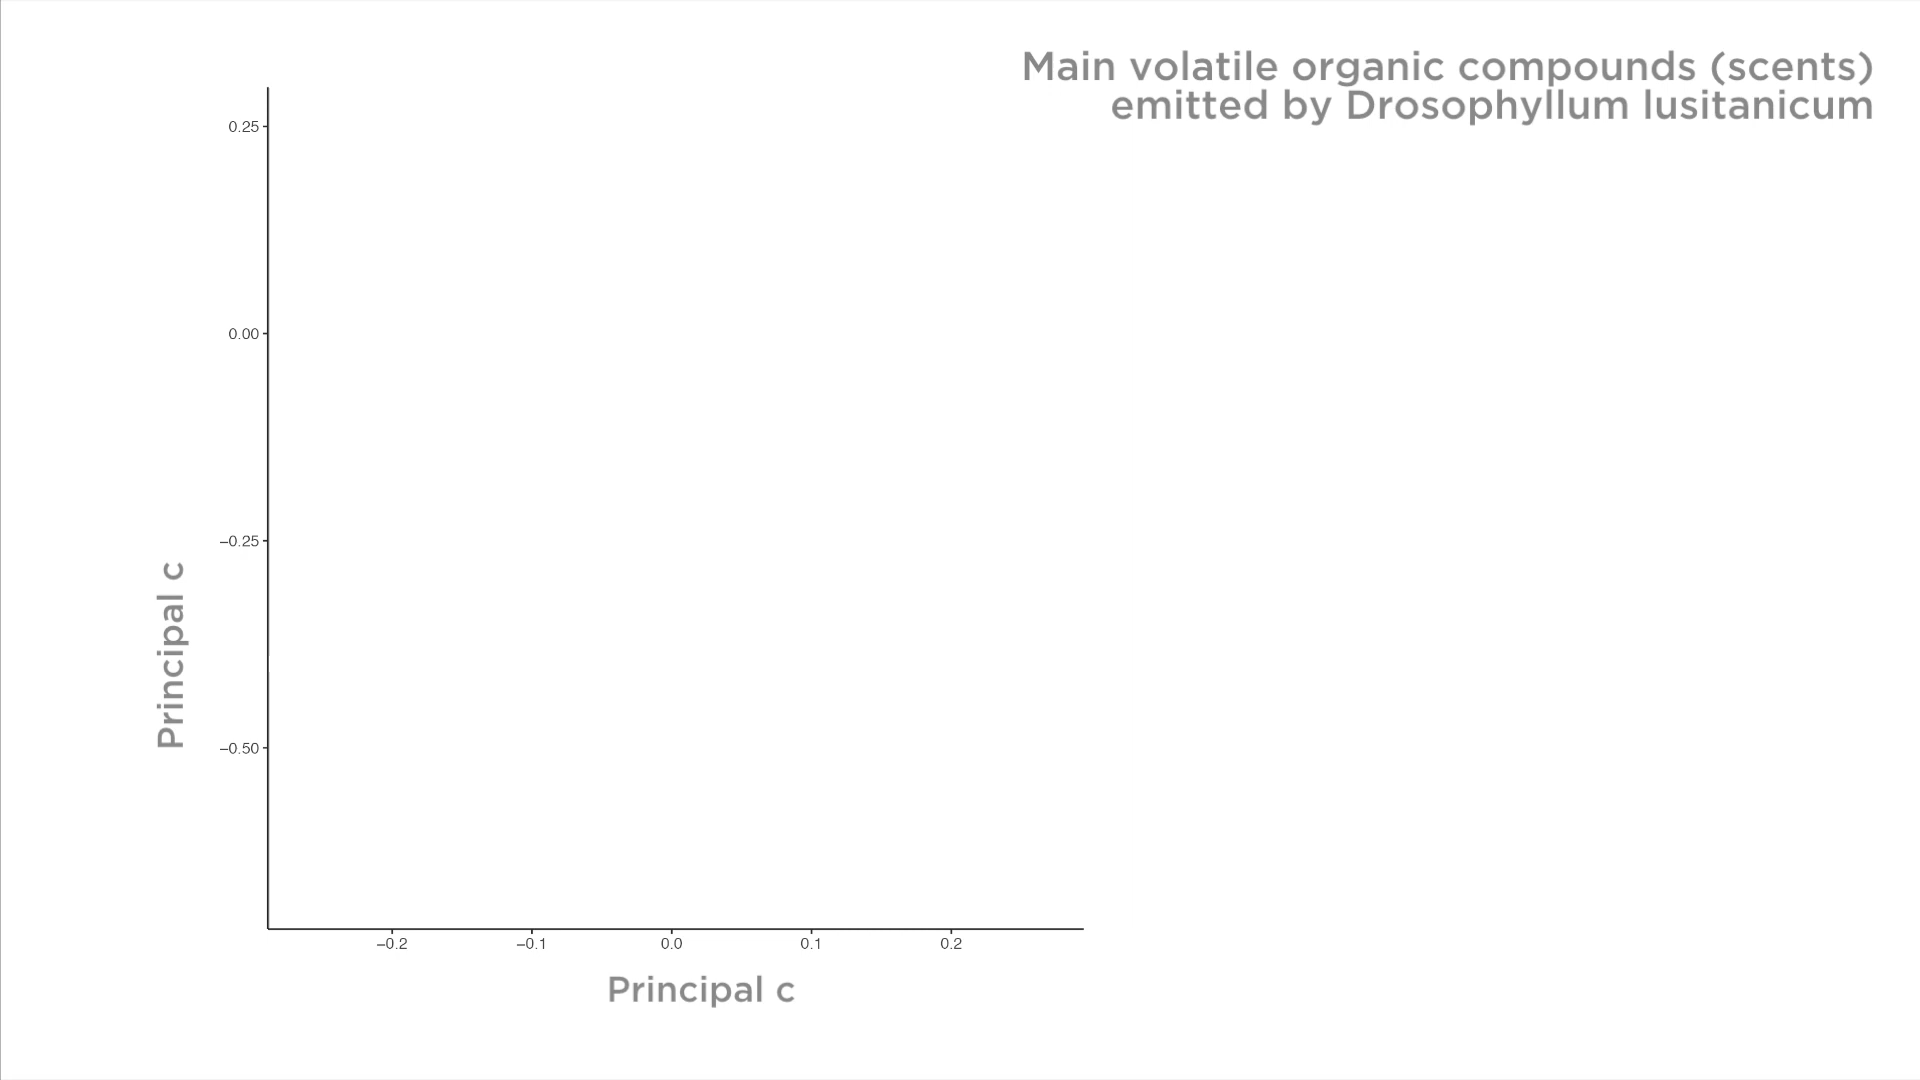 Main volatile organic compounds (scents)
emitted by Drosophyllum lusitanicum
0.25
0.00
−0.25
−0.50
Principal c
−0.2
−0.1
0.0
0.1
0.2
Principal c